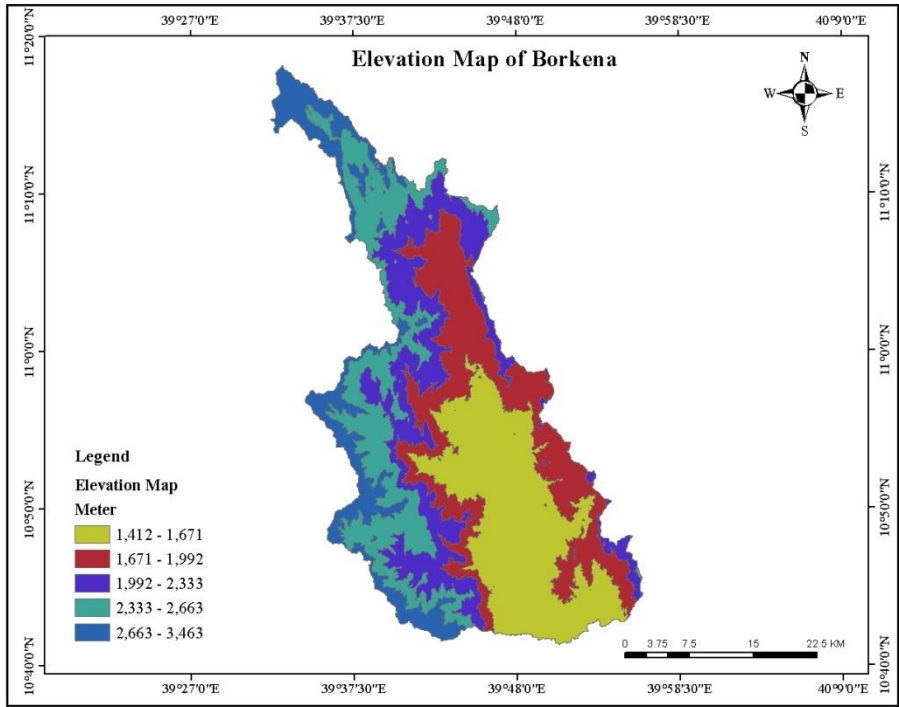 39°27'0"E 39°37'30"E 39°48'0"E 39°58'30"E 40°9'0"E
11°20'0"N
Elevation Map of Borkena
N
W E
S
11°10'0"N 11°10'0"N
11°0'0"N 11°0'0"N
Legend
Elevation Map
Meter
10°50'0"N 10°50'0"N
1,412 - 1,671
1,671 - 1,992
1,992 - 2,333
2,333 - 2,663
2,663 - 3,463
0 3.75 7.5 15 22.5 KM
10°40'0"N 10°40'0"N
39°27'0"E 39°37'30"E 39°48'0"E 39°58'30"E 40°9'0"E